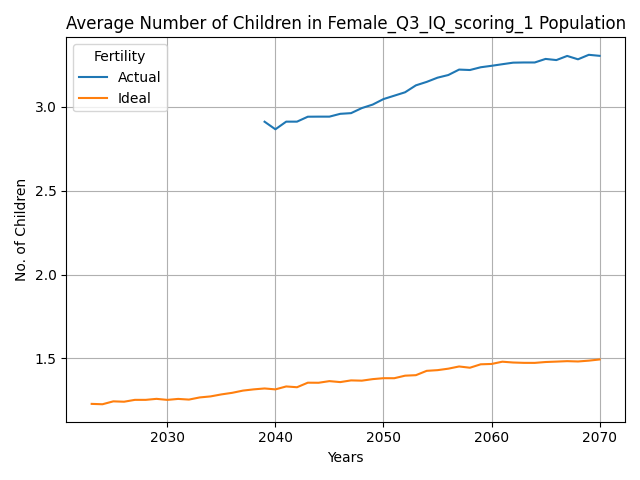 Average Number of Children in Female_Q3_IQ_scoring_1 Population
Fertility
Actual
Ideal
No. of Children
3.0
2.5
2.0
1.5
2030 2040 2050 2060 2070
Years